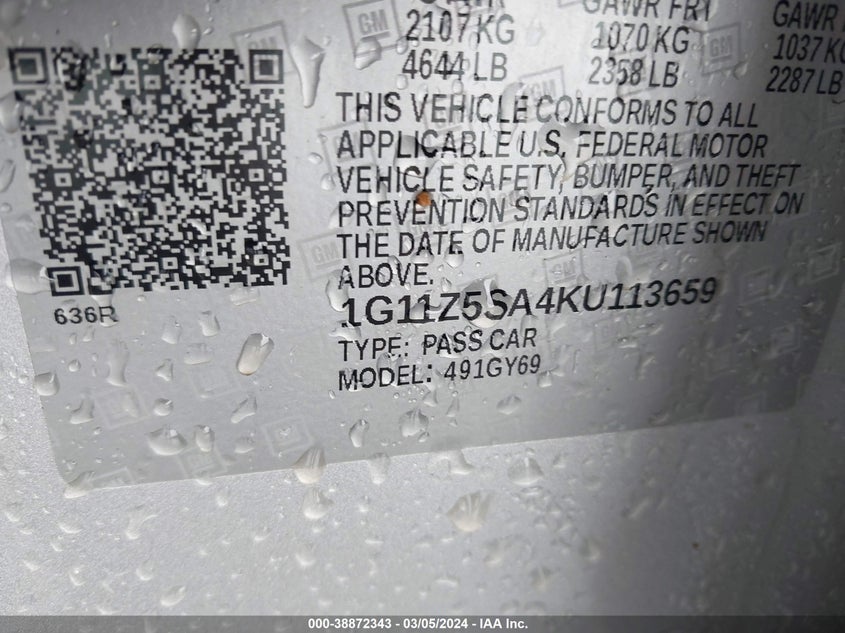 GAWR FRT
GAWR
2107 KG 1070 KG 1037 KG
4644 LB 2358 LB 2287 LB
THIS VEHICLE CONFORMS TO ALL
APPLICABLE U.S. FEDERAL MOTOR
VEHICLE SAFETY, BUMPER, AND THEFT
PREVENTION STANDARDS IN EFFECT ON
THE DATE OF MANUFACTURE SHOWN
ABOVE.
1G11Z5SA4KU113659
TYPE: PASS CAR
MODEL: 491GY69
636R
GM
000-38872343 - 03/05/2024 - IAA Inc.